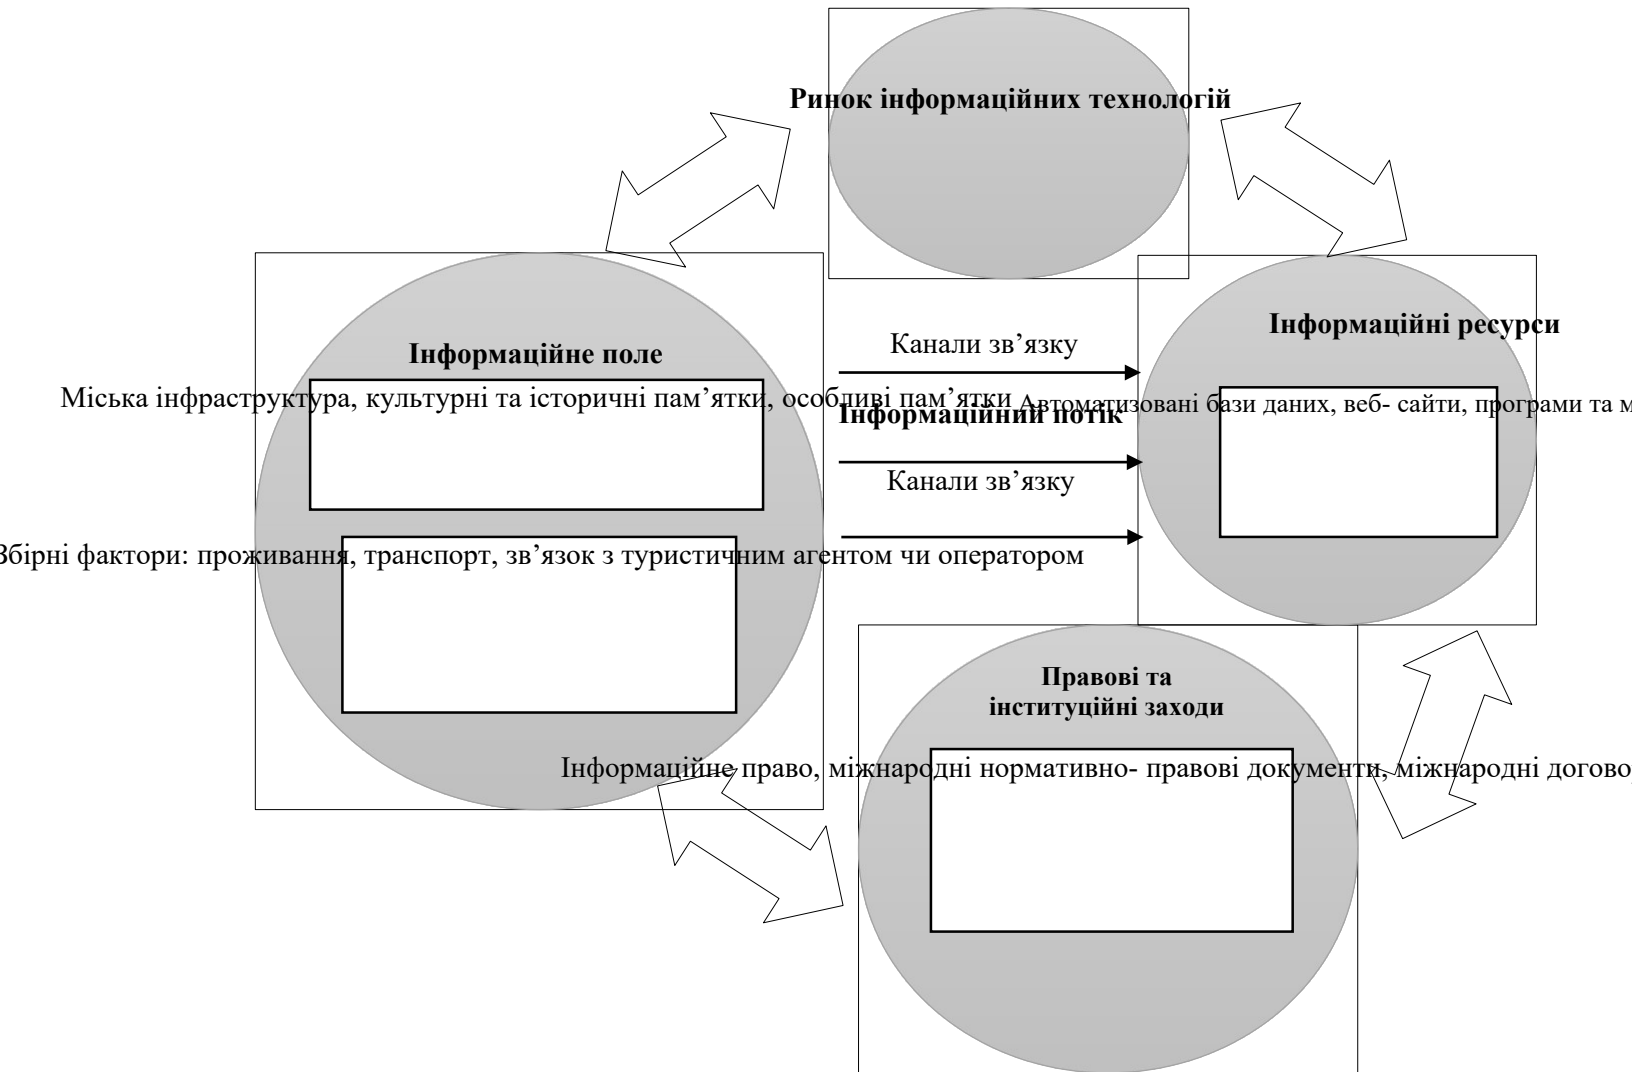 Ринок інформаційних технологій
Інформаційні ресурси
Канали зв’язку
Інформаційне поле
Міська інфраструктура, культурні та історичні пам’ятки, особливі пам’ятки
Автоматизовані бази даних, веб- сайти, програми та
Інформаційний потік
Канали зв’язку
Збірні фактори: проживання, транспорт, зв’язок з туристичним агентом чи оператором
Правові та
інституційні заходи
Інформаційне право, міжнародні нормативно- правові документи, міжнародні